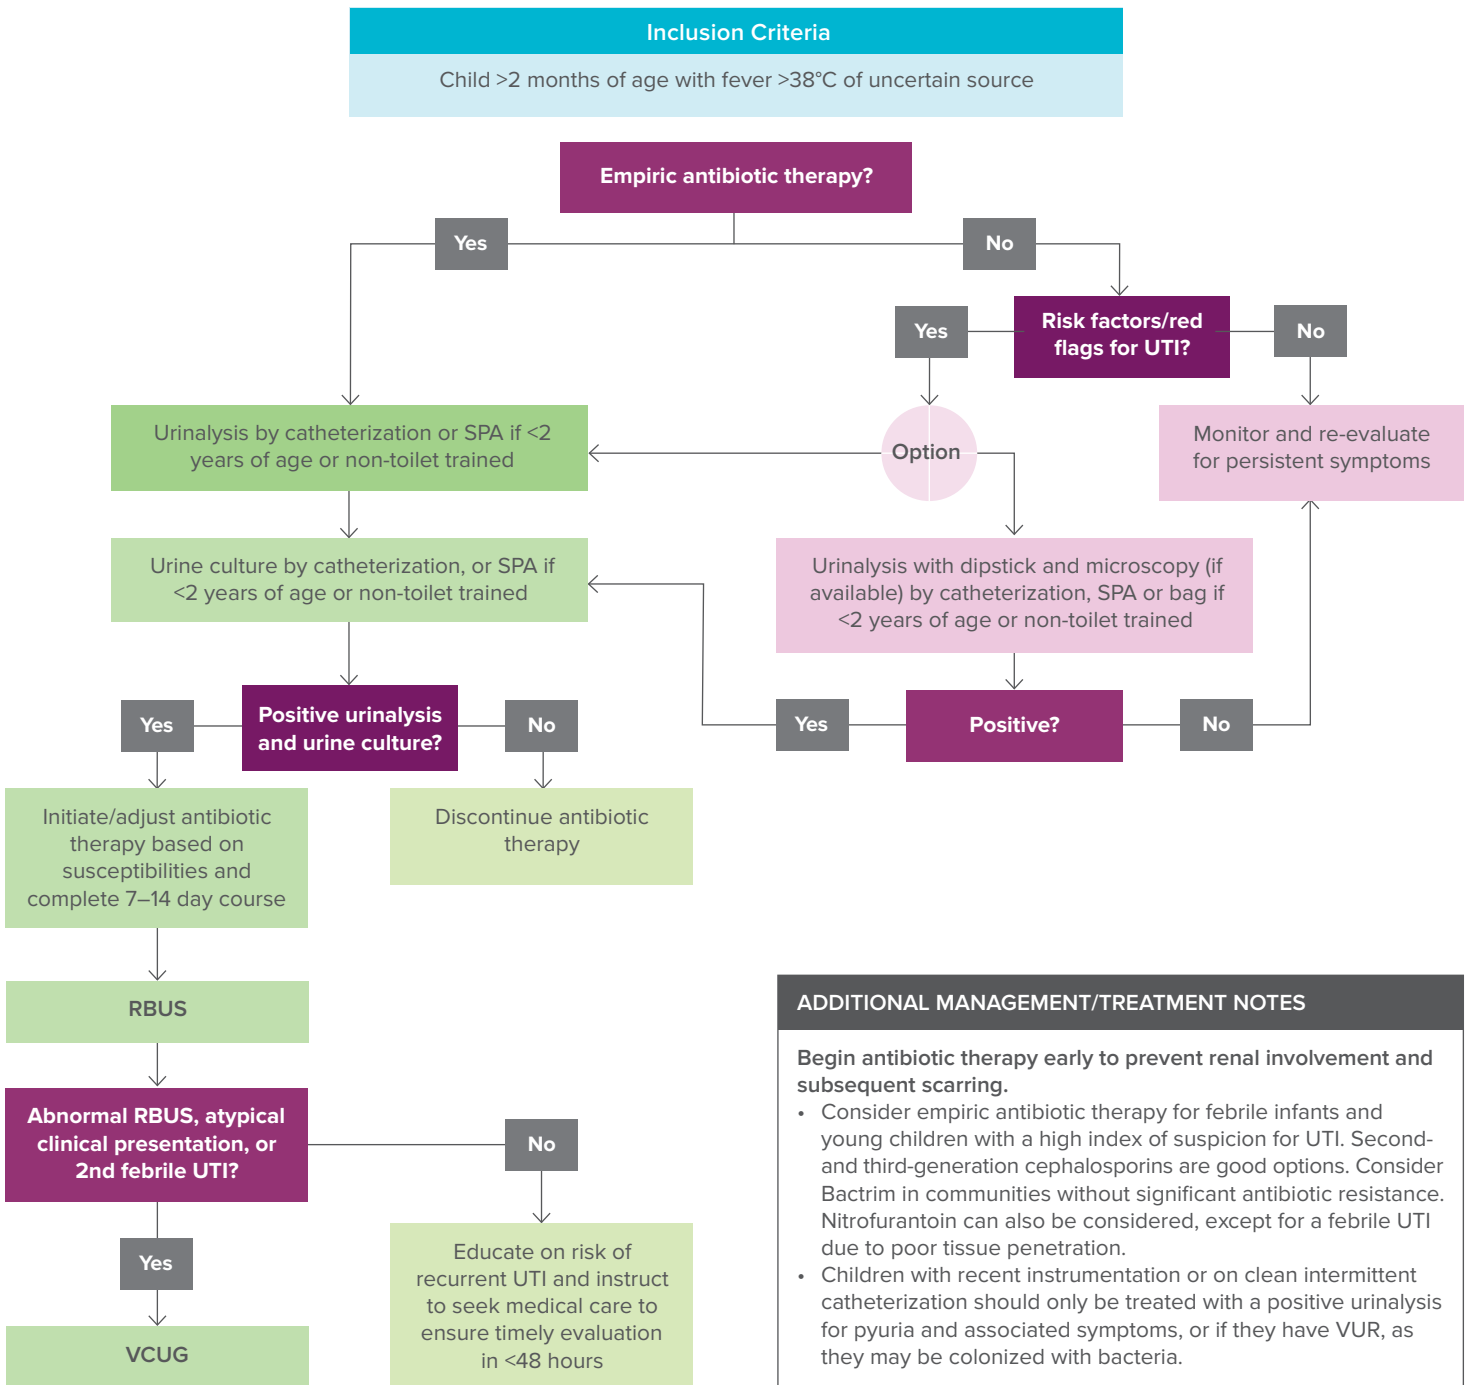 Inclusion Criteria
Child >2 months of age with fever >38°C of uncertain source
Empiric antibiotic therapy?
Yes
No
Risk factors/red
flags for UTI?
Yes
No
Option
Monitor and re-evaluate
for persistent symptoms
Urinalysis by catheterization or SPA if <2
years of age or non-toilet trained
Urine culture by catheterization, or SPA if
<2 years of age or non-toilet trained
Urinalysis with dipstick and microscopy (if
available) by catheterization, SPA or bag if
<2 years of age or non-toilet trained
Positive?
Yes
No
Positive urinalysis
and urine culture?
Yes
No
Initiate/adjust antibiotic
therapy based on
susceptibilities and
complete 7–14 day course
Discontinue antibiotic
therapy
RBUS
Abnormal RBUS, atypical
clinical presentation, or
2nd febrile UTI?
No
Yes
Educate on risk of
recurrent UTI and instruct
to seek medical care to
ensure timely evaluation
in <48 hours
VCUG
ADDITIONAL MANAGEMENT/TREATMENT NOTES
Begin antibiotic therapy early to prevent renal involvement and
subsequent scarring.
• Consider empiric antibiotic therapy for febrile infants and
young children with a high index of suspicion for UTI. Second-
and third-generation cephalosporins are good options. Consider
Bactrim in communities without significant antibiotic resistance.
Nitrofurantoin can also be considered, except for a febrile UTI
due to poor tissue penetration.
• Children with recent instrumentation or on clean intermittent
catheterization should only be treated with a positive urinalysis
for pyuria and associated symptoms, or if they have VUR, as
they may be colonized with bacteria.